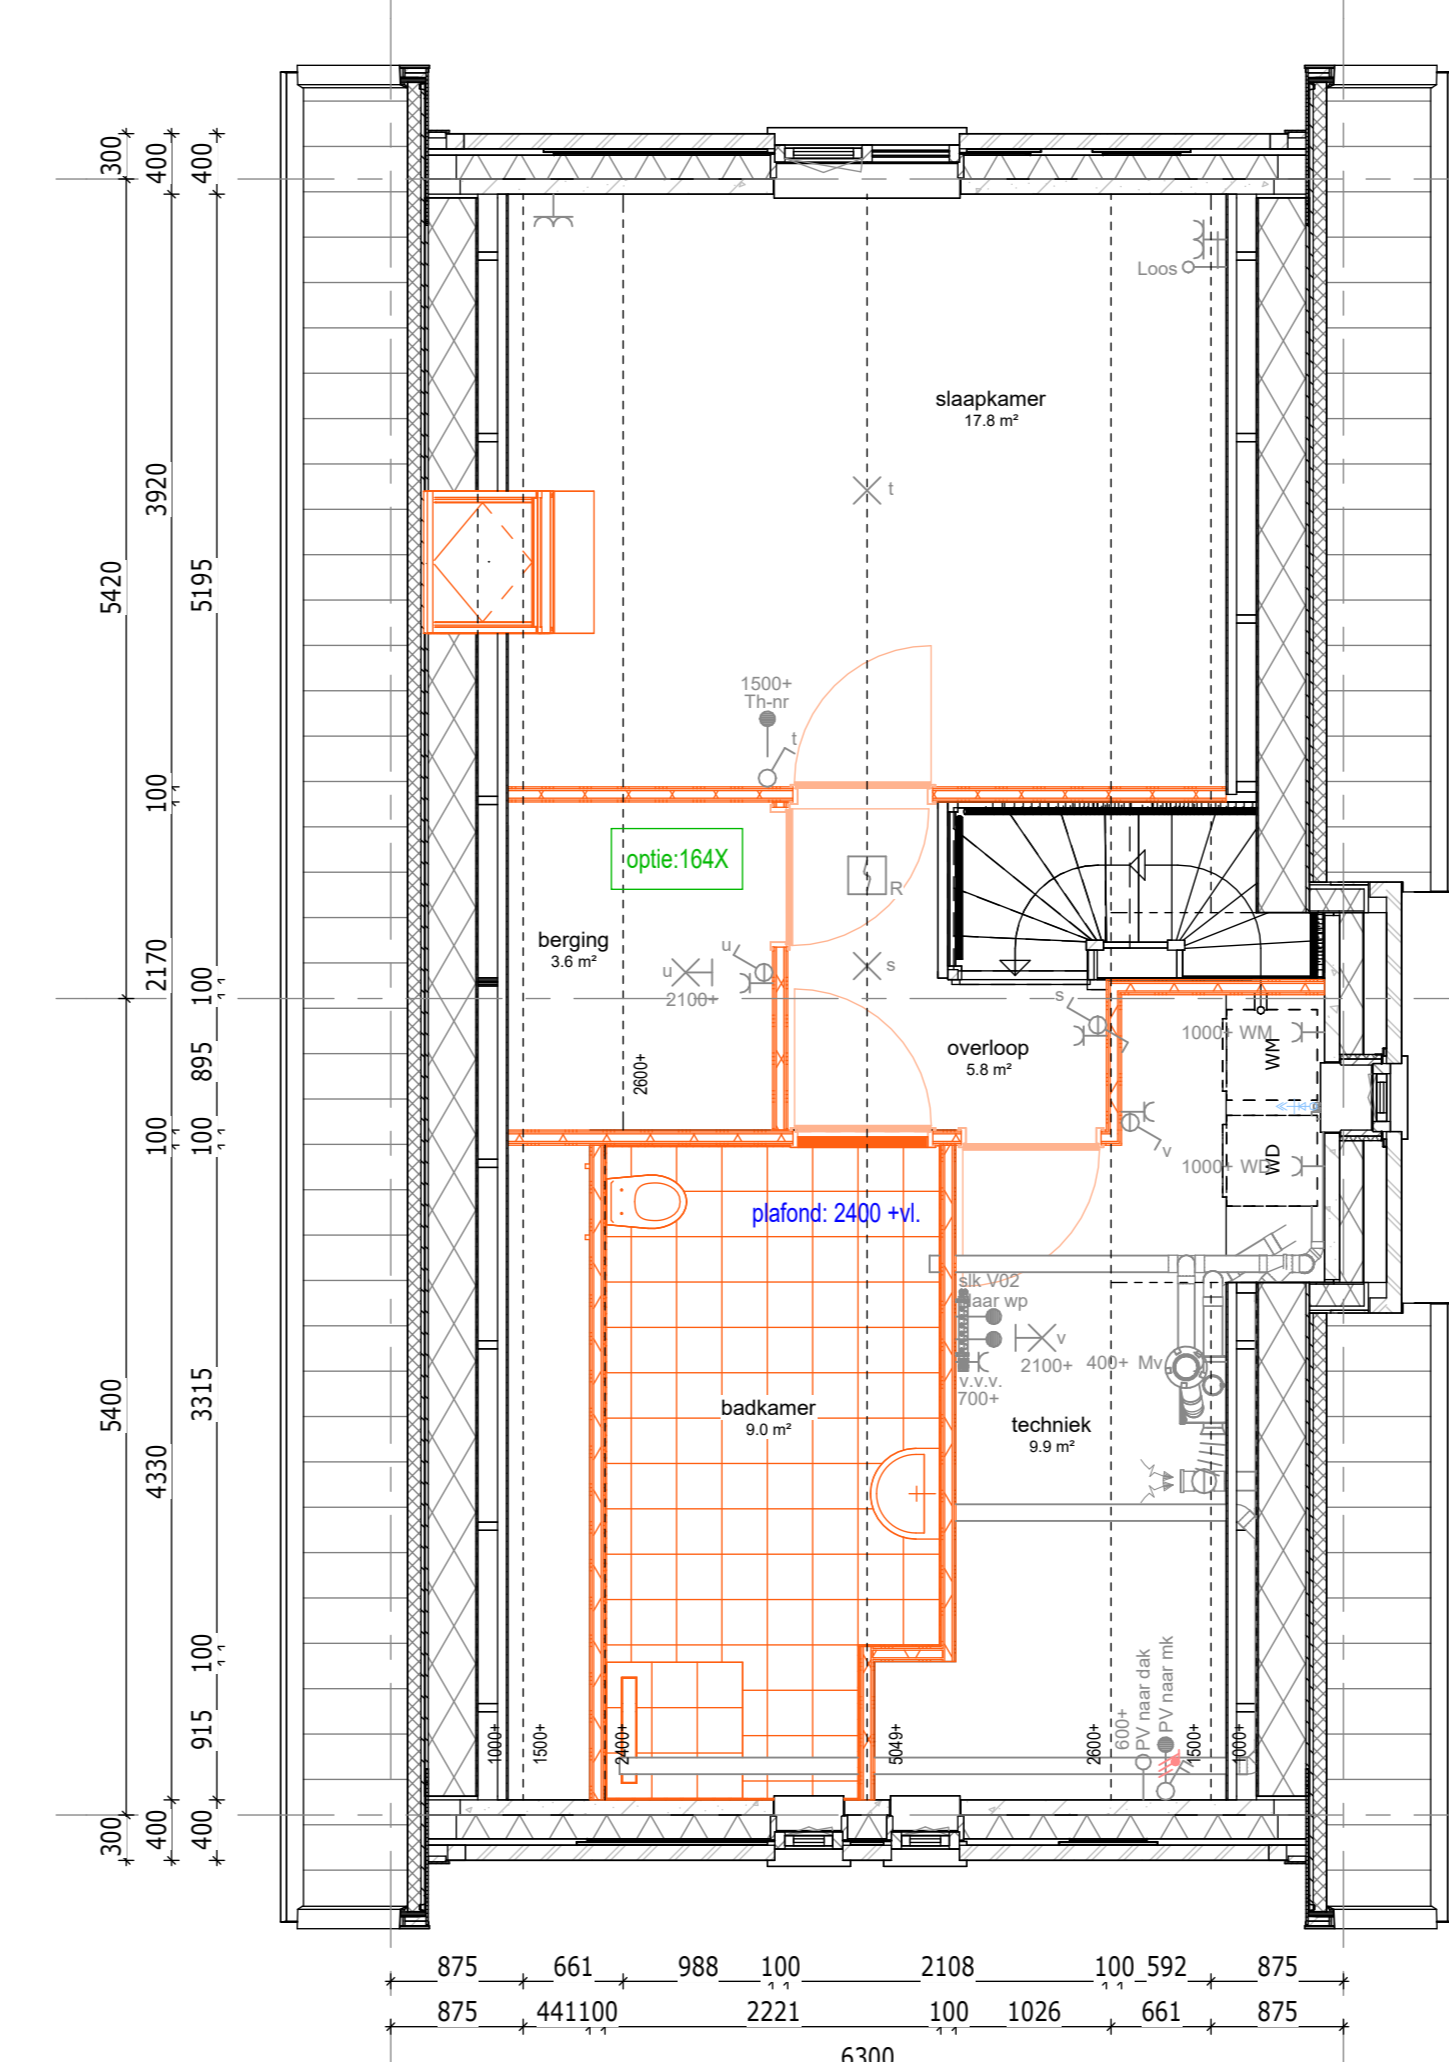 300
400
400
slaapkamer
17.8 m²
Loos
t
3920
5420
5195
1500+
Th-nr
t
100
optie:164X
R
berging
3.6 m²
u
u
2100+
s
2170
100
s
overloop
5.8 m²
1000+ WM
WM
895
2600+
100
100
v
1000+ WD
WD
plafond: 2400 +vl.
slk V02
naar wp
v
2100+
400+ Mv
v.v.v.
700+
badkamer
9.0 m²
techniek
9.9 m²
5400
3315
4330
100
915
1000+
1500+
2400+
5049+
2600+
600+
PV naar dak
PV naar mk
1500+
1000+
300
400
400
875 661 988 100 2108 100 592 875
875 441 100 2221 100 1026 661 875
6300